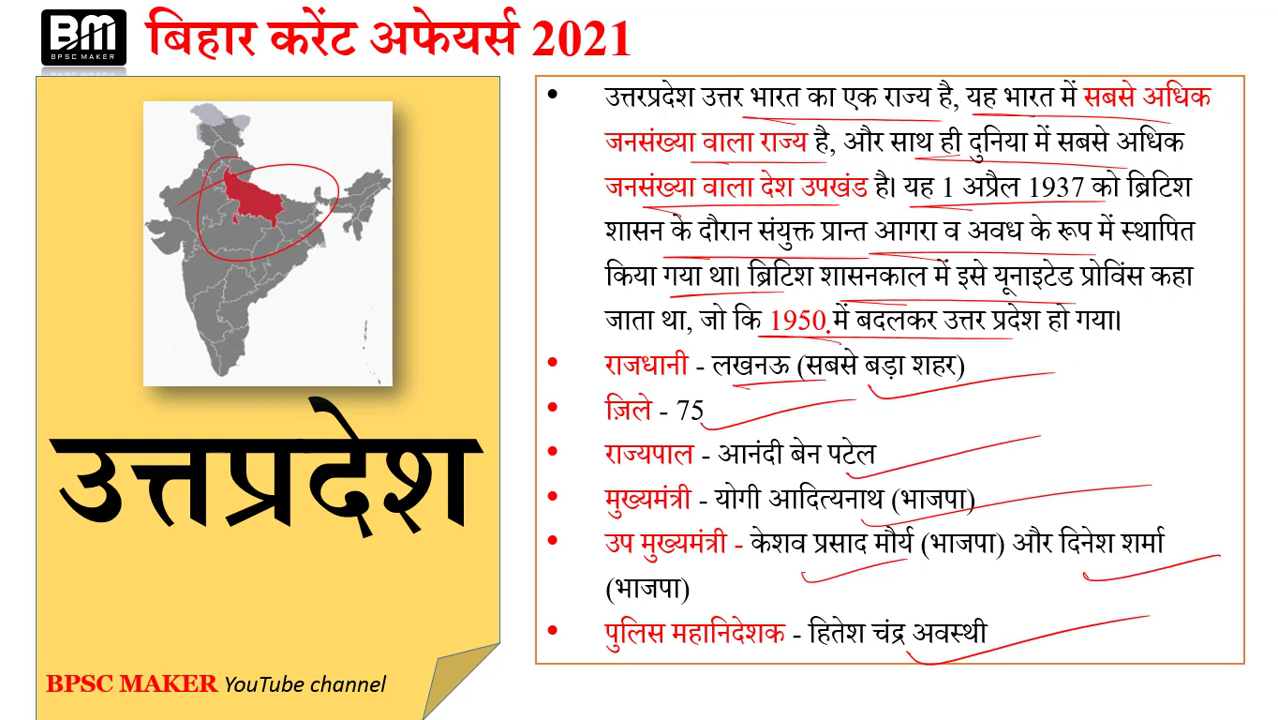 BM
BPSC MAKER
बिहार करेंट अफेयर्स 2021
उत्तप्रदेश
BPSC MAKER YouTube channel
• उत्तरप्रदेश उत्तर भारत का एक राज्य है, यह भारत में सबसे अधिक
जनसंख्या वाला राज्य है, और साथ ही दुनिया में सबसे अधिक
जनसंख्या वाला देश उपखंड है। यह 1 अप्रैल 1937 को ब्रिटिश
शासन के दौरान संयुक्त प्रान्त आगरा व अवध के रूप में स्थापित
किया गया था। ब्रिटिश शासनकाल में इसे यूनाइटेड प्रोविंस कहा
जाता था, जो कि 1950 में बदलकर उत्तर प्रदेश हो गया।
• राजधानी - लखनऊ (सबसे बड़ा शहर)
• ज़िले - 75
• राज्यपाल - आनंदी बेन पटेल
• मुख्यमंत्री - योगी आदित्यनाथ (भाजपा)
• उप मुख्यमंत्री - केशव प्रसाद मौर्य (भाजपा) और दिनेश शर्मा
(भाजपा)
• पुलिस महानिदेशक - हितेश चंद्र अवस्थी